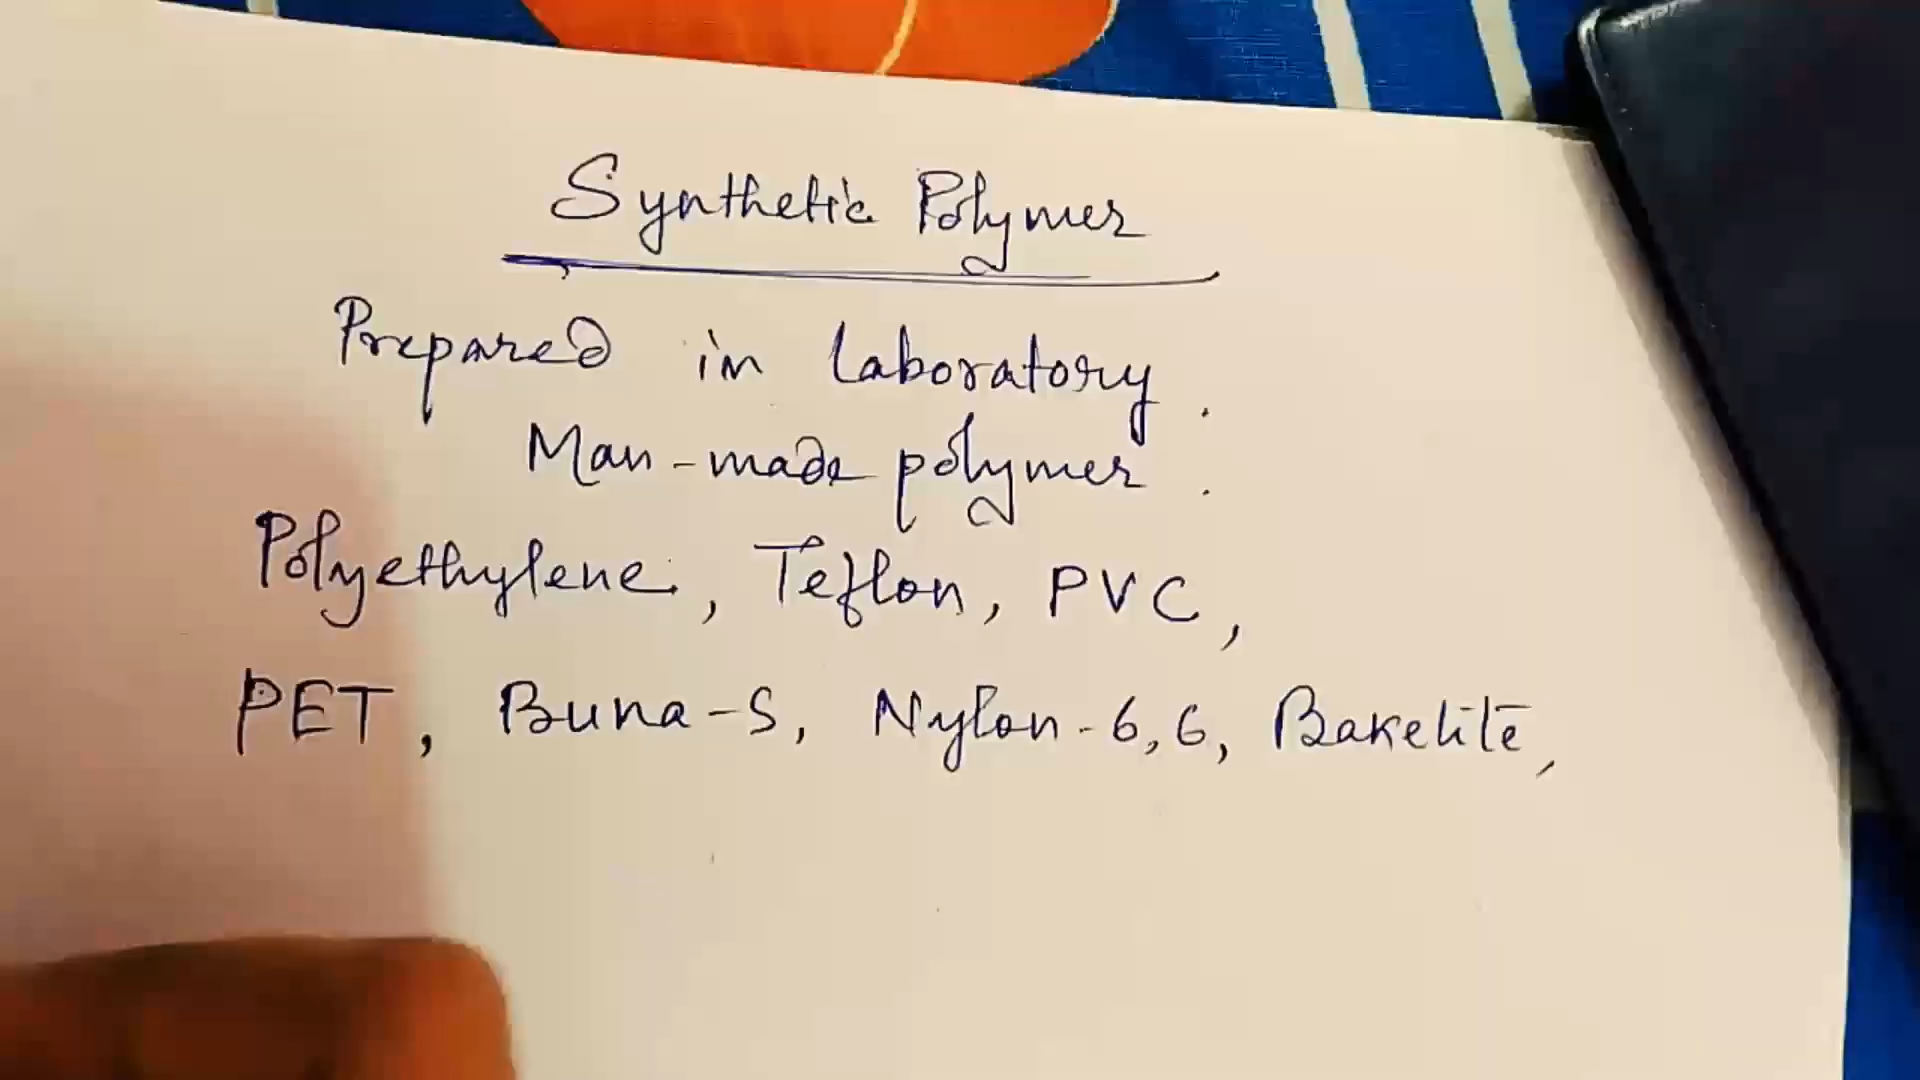 Synthetic Polymer
Prepared in laboratory
Man-made polymer
Polyethylene, Teflon, PVC,
PET, Buna-S, Nylon-6,6, Bakelite,